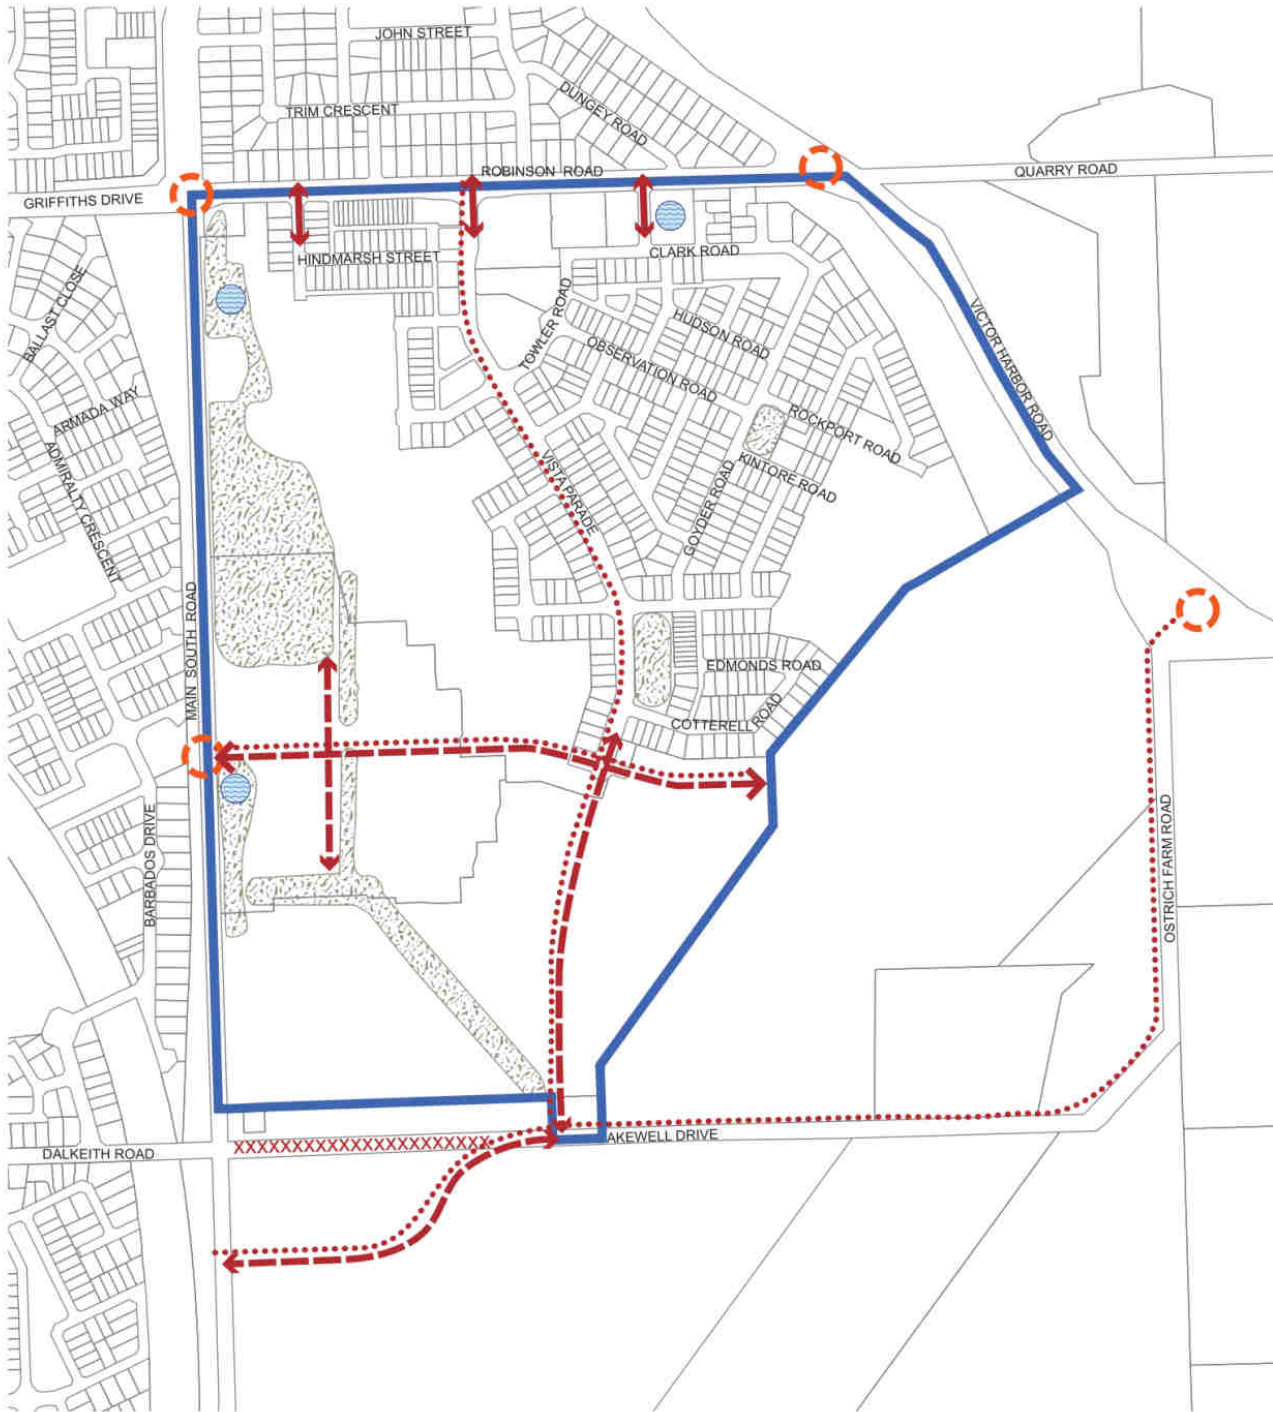 JOHN STREET
TRIM CRESCENT
DUNGEY ROAD
ROBINSON ROAD
QUARRY ROAD
GRIFFITHS DRIVE
HINDMARSH STREET
CLARK ROAD
BALLAST CLOSE
TOWLER ROAD
HUDSON ROAD
OBSERVATION ROAD
VICTOR HARBOR ROAD
ARMADA WAY
ROCKPORT ROAD
ADMIRALTY CRESCENT
VISTA PARADE
KINTORE ROAD
GOYDER ROAD
MAIN SOUTH ROAD
EDMONDS ROAD
COTTERELL ROAD
BARBADOS DRIVE
OSTRICH FARM ROAD
AKEWELL DRIVE
XXXXXXXXXXXXXXXXXXXXXX
DALKEITH ROAD